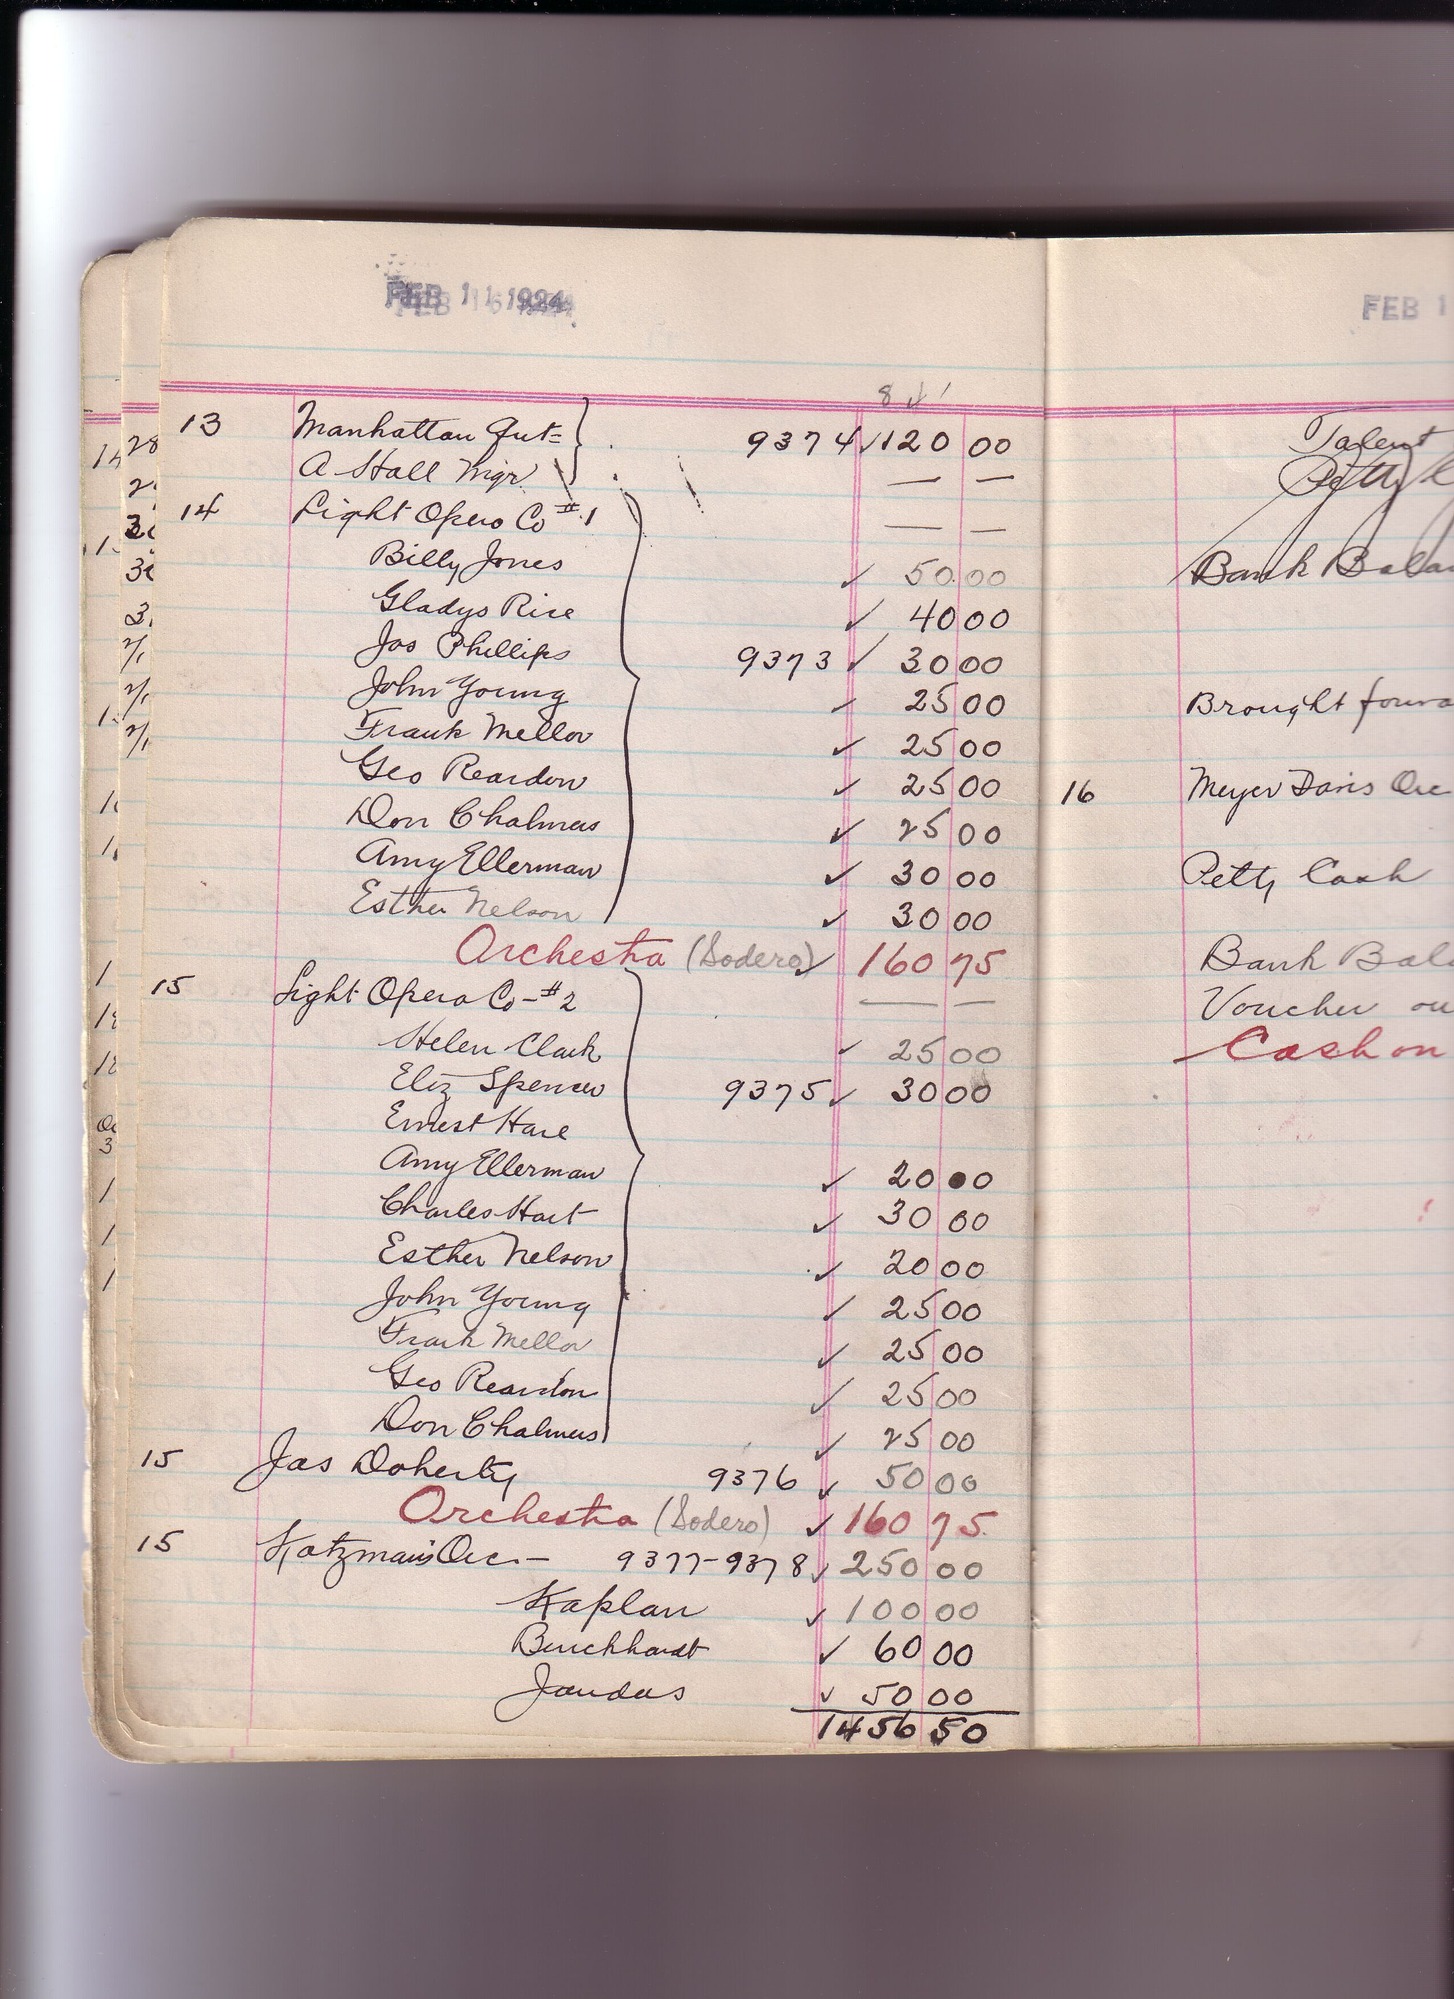 FEB 11 1924
13 Manhattan Qut= 9374 ✓ 120 00
A Stall Mgr — —
14 Light Opera Co #1 — —
Billy Jones ✓ 50 00
Gladys Rice ✓ 40 00
Jas Phillips 9373 ✓ 30 00
John Young ✓ 25 00
Frank Mellor ✓ 25 00
Geo Reardon ✓ 25 00
Don Chalmers ✓ 25 00
Amy Ellerman ✓ 30 00
Esther Nelson ✓ 30 00
Orchestra (Sodero) ✓ 160 75
15 Light Opera Co - #2 — —
Helen Clark ✓ 25 00
Eliz Spencer 9375 ✓ 30 00
Ernest Hare
Amy Ellerman ✓ 20 00
Charles Hart ✓ 30 00
Esther Nelson ✓ 20 00
John Young ✓ 25 00
Frank Mellor ✓ 25 00
Geo Reardon ✓ 25 00
Don Chalmers ✓ 25 00
15 Jas Doherty 9376 ✓ 50 00
Orchestra (Sodero) ✓ 160 75
15 Katzman's Orc - 9377-9378 ✓ 250 00
Kaplan ✓ 100 00
Burckhardt ✓ 60 00
Jaudas ✓ 50 00
1456 50
FEB 1
Talent
Petty
Bank Balan
Brought forwa
16 Meyer Davis Orc
Petty Cash
Bank Bala
Voucher ou
Cash on